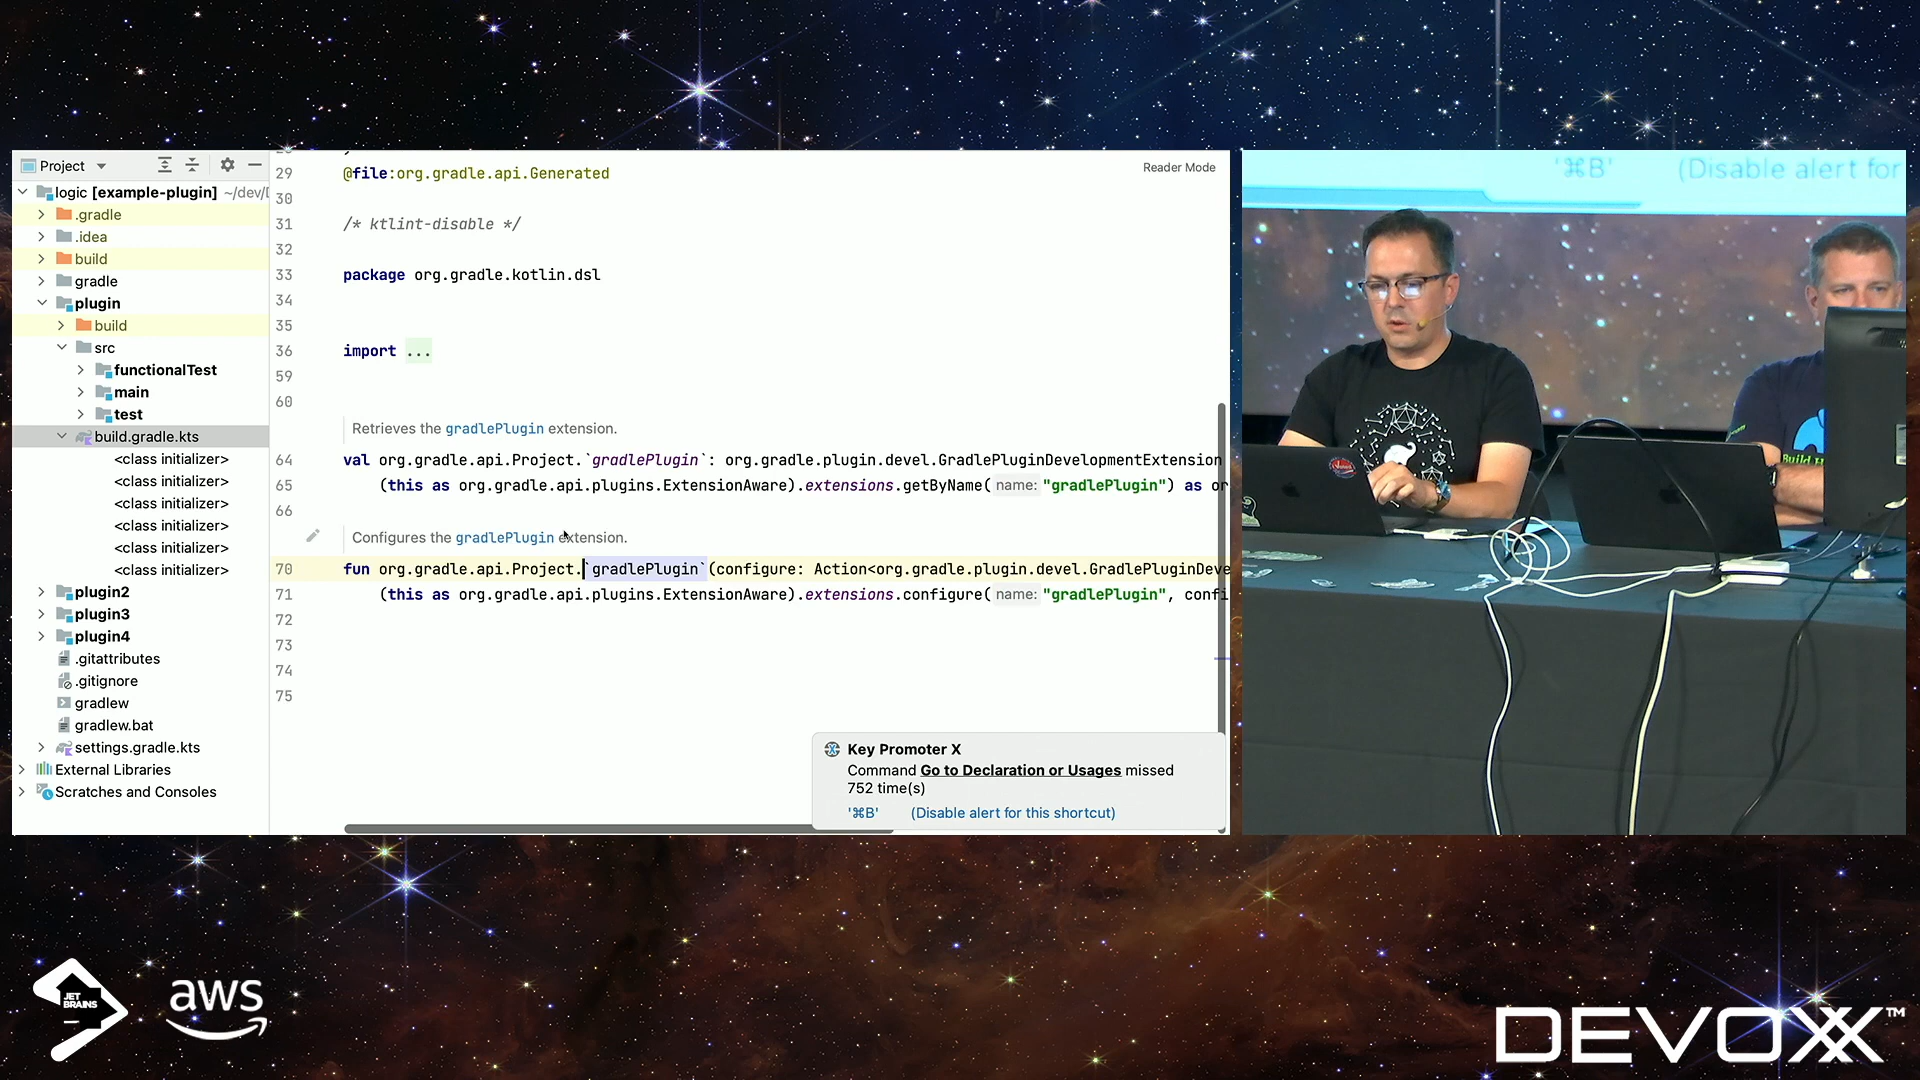 Project
logic [example-plugin] ~/dev/
.gradle
.idea
build
gradle
plugin
build
src
functionalTest
main
test
build.gradle.kts
<class initializer>
<class initializer>
<class initializer>
<class initializer>
<class initializer>
<class initializer>
plugin2
plugin3
plugin4
.gitattributes
.gitignore
gradlew
gradlew.bat
settings.gradle.kts
External Libraries
Scratches and Consoles
Reader Mode
29 @file:org.gradle.api.Generated
30
31 /* ktlint-disable */
32
33 package org.gradle.kotlin.dsl
34
35
36 import ...
59
60
Retrieves the gradlePlugin extension.
64 val org.gradle.api.Project.`gradlePlugin`: org.gradle.plugin.devel.GradlePluginDevelopmentExtension
65 (this as org.gradle.api.plugins.ExtensionAware).extensions.getByName( name: "gradlePlugin") as or
66
Configures the gradlePlugin extension.
70 fun org.gradle.api.Project.`gradlePlugin`(configure: Action<org.gradle.plugin.devel.GradlePluginDeve
71 (this as org.gradle.api.plugins.ExtensionAware).extensions.configure( name: "gradlePlugin", confi
72
73
74
75
Key Promoter X
Command Go to Declaration or Usages missed
752 time(s)
'⌘B' (Disable alert for this shortcut)
'⌘B' (Disable alert for
JET
BRAINS
aws
DEVOXX™